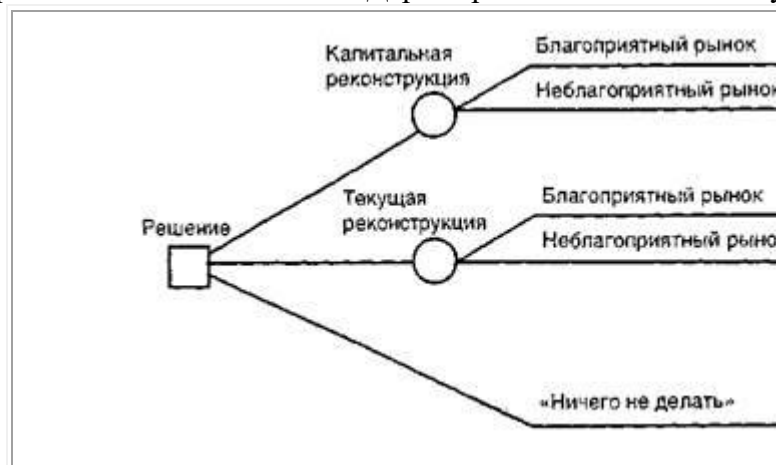 Капитальная
реконструкция
Благоприятный рынок
Неблагоприятный рынок
Решение
Текущая
реконструкция
Благоприятный рынок
Неблагоприятный рыно
«Ничего не делать»